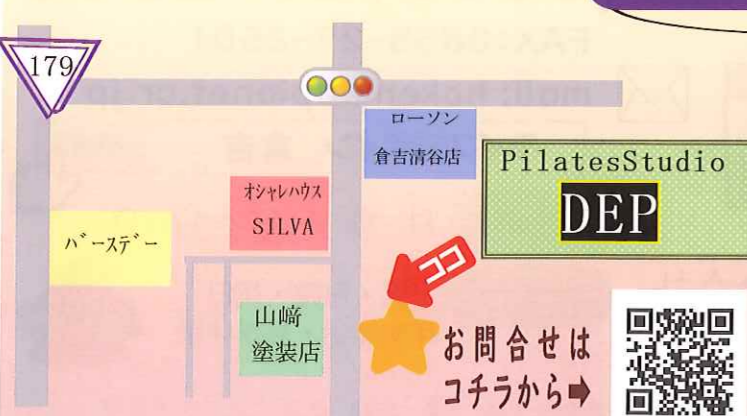 179
ローソン
倉吉清谷店
PilatesStudio
DEP
オシャレハウス
SILVA
バースデー
ココ
山﨑
塗装店
お問合せは
コチラから➡